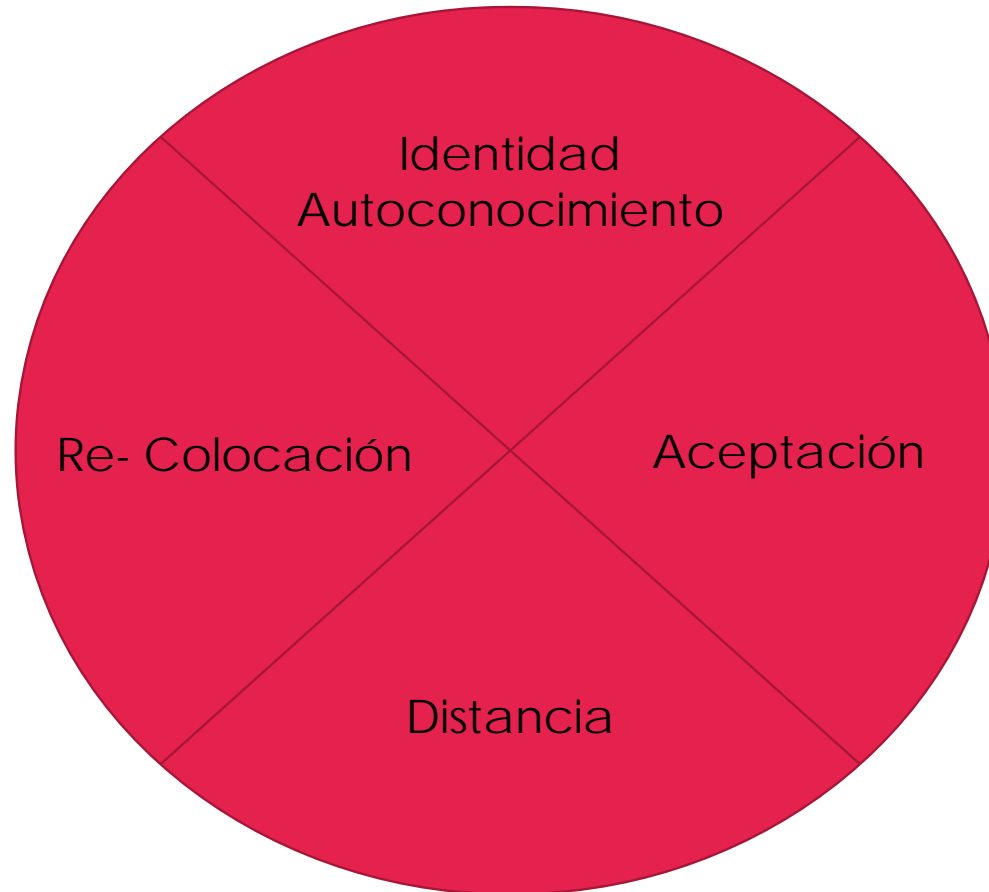 Identidad
Autoconocimiento
Re- Colocación
Aceptación
Distancia